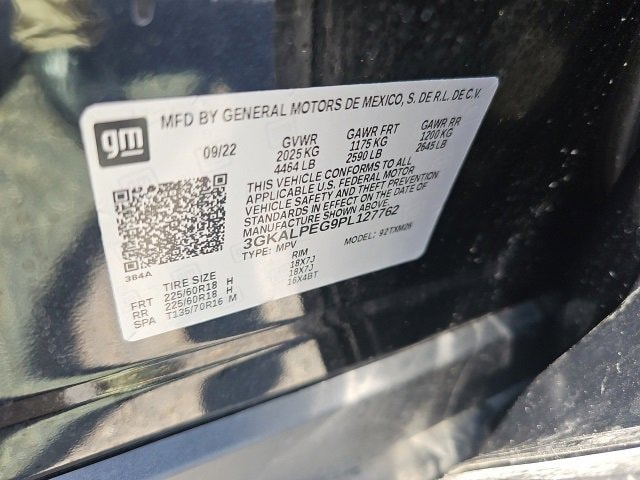 gm
MFD BY GENERAL MOTORS DE MEXICO, S. DE R.L. DE C.V.
09/22 GVWR GAWR FRT GAWR RR
2025 KG 1175 KG 1200 KG
4464 LB 2590 LB 2645 LB
THIS VEHICLE CONFORMS TO ALL
APPLICABLE U.S. FEDERAL MOTOR
VEHICLE SAFETY AND THEFT PREVENTION
STANDARDS IN EFFECT ON THE DATE OF
MANUFACTURE SHOWN ABOVE.
3GKALPEG9PL127762
TYPE: MPV MODEL: 92TXM26
384A
TIRE SIZE RIM
FRT 225/60R18 H 18X7J
RR 225/60R18 H 18X7J
SPA T135/70R16 M 16X4BT